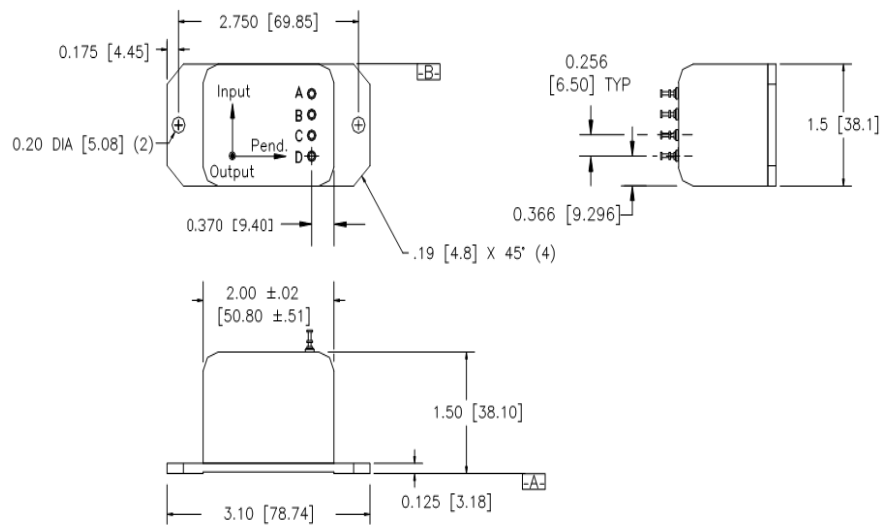 2.750 [69.85]
0.175 [4.45]
-B-
Input
A
B
C
Pend.
D
Output
0.20 DIA [5.08] (2)
0.370 [9.40]
.19 [4.8] X 45° (4)
0.256
[6.50] TYP
1.5 [38.1]
0.366 [9.296]
2.00 ±.02
[50.80 ±.51]
1.50 [38.10]
0.125 [3.18]
-A-
3.10 [78.74]